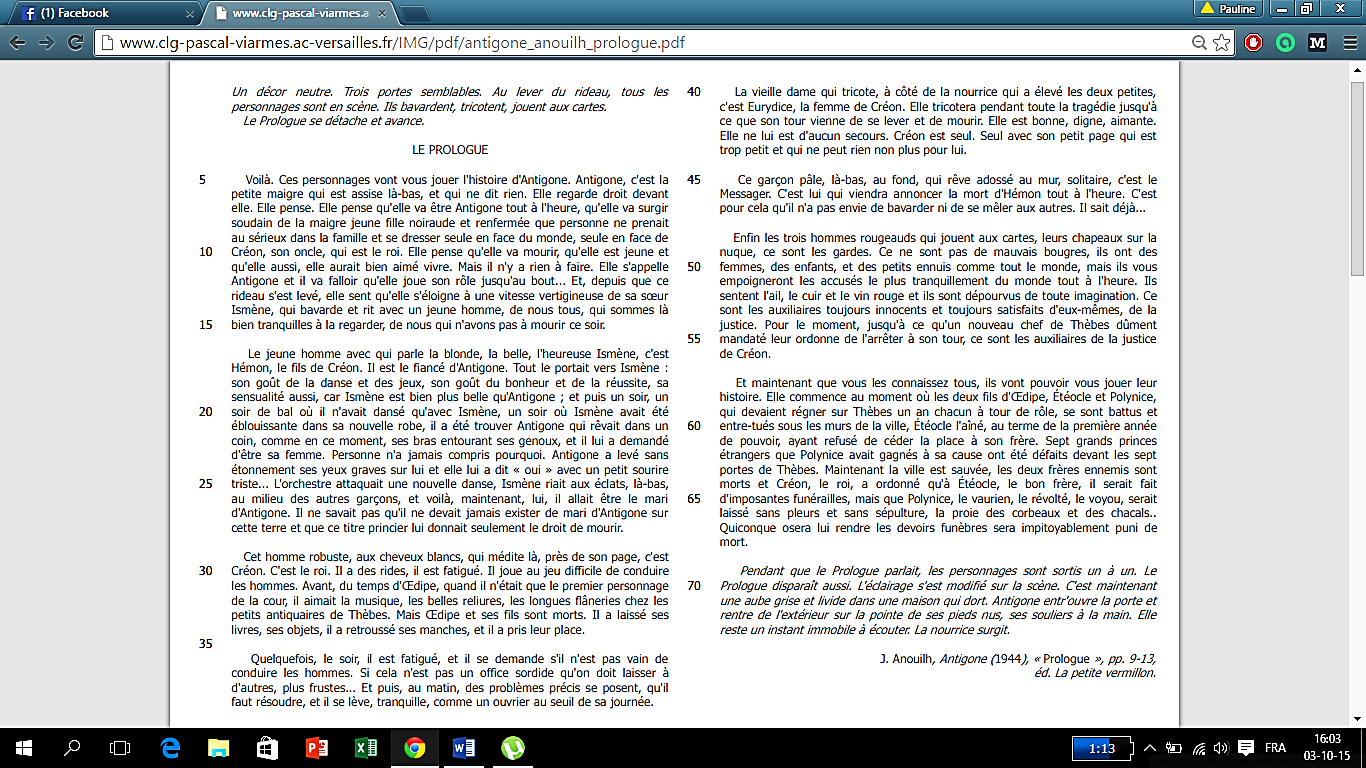 (1) Facebook
www.clg-pascal-viarmes.a
Pauline
www.clg-pascal-viarmes.ac-versailles.fr/IMG/pdf/antigone_anouilh_prologue.pdf
Un décor neutre. Trois portes semblables. Au lever du rideau, tous les
personnages sont en scène. Ils bavardent, tricotent, jouent aux cartes.
Le Prologue se détache et avance.
LE PROLOGUE
5 Voilà. Ces personnages vont vous jouer l'histoire d'Antigone. Antigone, c'est la
petite maigre qui est assise là-bas, et qui ne dit rien. Elle regarde droit devant
elle. Elle pense. Elle pense qu'elle va être Antigone tout à l'heure, qu'elle va surgir
soudain de la maigre jeune fille noiraude et renfermée que personne ne prenait
au sérieux dans la famille et se dresser seule en face du monde, seule en face de
10 Créon, son oncle, qui est le roi. Elle pense qu'elle va mourir, qu'elle est jeune et
qu'elle aussi, elle aurait bien aimé vivre. Mais il n'y a rien à faire. Elle s'appelle
Antigone et il va falloir qu'elle joue son rôle jusqu'au bout... Et, depuis que ce
rideau s'est levé, elle sent qu'elle s'éloigne à une vitesse vertigineuse de sa sœur
Ismène, qui bavarde et rit avec un jeune homme, de nous tous, qui sommes là
15 bien tranquilles à la regarder, de nous qui n'avons pas à mourir ce soir.
Le jeune homme avec qui parle la blonde, la belle, l'heureuse Ismène, c'est
Hémon, le fils de Créon. Il est le fiancé d'Antigone. Tout le portait vers Ismène :
son goût de la danse et des jeux, son goût du bonheur et de la réussite, sa
sensualité aussi, car Ismène est bien plus belle qu'Antigone ; et puis un soir, un
20 soir de bal où il n'avait dansé qu'avec Ismène, un soir où Ismène avait été
éblouissante dans sa nouvelle robe, il a été trouver Antigone qui rêvait dans un
coin, comme en ce moment, ses bras entourant ses genoux, et il lui a demandé
d'être sa femme. Personne n'a jamais compris pourquoi. Antigone a levé sans
étonnement ses yeux graves sur lui et elle lui a dit « oui » avec un petit sourire
25 triste... L'orchestre attaquait une nouvelle danse, Ismène riait aux éclats, là-bas,
au milieu des autres garçons, et voilà, maintenant, lui, il allait être le mari
d'Antigone. Il ne savait pas qu'il ne devait jamais exister de mari d'Antigone sur
cette terre et que ce titre princier lui donnait seulement le droit de mourir.
Cet homme robuste, aux cheveux blancs, qui médite là, près de son page, c'est
30 Créon. C'est le roi. Il a des rides, il est fatigué. Il joue au jeu difficile de conduire
les hommes. Avant, du temps d'Œdipe, quand il n'était que le premier personnage
de la cour, il aimait la musique, les belles reliures, les longues flâneries chez les
petits antiquaires de Thèbes. Mais Œdipe et ses fils sont morts. Il a laissé ses
livres, ses objets, il a retroussé ses manches, et il a pris leur place.
35
Quelquefois, le soir, il est fatigué, et il se demande s'il n'est pas vain de
conduire les hommes. Si cela n'est pas un office sordide qu'on doit laisser à
d'autres, plus frustes... Et puis, au matin, des problèmes précis se posent, qu'il
faut résoudre, et il se lève, tranquille, comme un ouvrier au seuil de sa journée.
40 La vieille dame qui tricote, à côté de la nourrice qui a élevé les deux petites,
c'est Eurydice, la femme de Créon. Elle tricotera pendant toute la tragédie jusqu'à
ce que son tour vienne de se lever et de mourir. Elle est bonne, digne, aimante.
Elle ne lui est d'aucun secours. Créon est seul. Seul avec son petit page qui est
trop petit et qui ne peut rien non plus pour lui.
45 Ce garçon pâle, là-bas, au fond, qui rêve adossé au mur, solitaire, c'est le
Messager. C'est lui qui viendra annoncer la mort d'Hémon tout à l'heure. C'est
pour cela qu'il n'a pas envie de bavarder ni de se mêler aux autres. Il sait déjà...
Enfin les trois hommes rougeauds qui jouent aux cartes, leurs chapeaux sur la
nuque, ce sont les gardes. Ce ne sont pas de mauvais bougres, ils ont des
50 femmes, des enfants, et des petits ennuis comme tout le monde, mais ils vous
empoigneront les accusés le plus tranquillement du monde tout à l'heure. Ils
sentent l'ail, le cuir et le vin rouge et ils sont dépourvus de toute imagination. Ce
sont les auxiliaires toujours innocents et toujours satisfaits d'eux-mêmes, de la
justice. Pour le moment, jusqu'à ce qu'un nouveau chef de Thèbes dûment
55 mandaté leur ordonne de l'arrêter à son tour, ce sont les auxiliaires de la justice
de Créon.
Et maintenant que vous les connaissez tous, ils vont pouvoir vous jouer leur
histoire. Elle commence au moment où les deux fils d'Œdipe, Étéocle et Polynice,
qui devaient régner sur Thèbes un an chacun à tour de rôle, se sont battus et
60 entre-tués sous les murs de la ville, Étéocle l'aîné, au terme de la première année
de pouvoir, ayant refusé de céder la place à son frère. Sept grands princes
étrangers que Polynice avait gagnés à sa cause ont été défaits devant les sept
portes de Thèbes. Maintenant la ville est sauvée, les deux frères ennemis sont
morts et Créon, le roi, a ordonné qu'à Étéocle, le bon frère, il serait fait
65 d'imposantes funérailles, mais que Polynice, le vaurien, le révolté, le voyou, serait
laissé sans pleurs et sans sépulture, la proie des corbeaux et des chacals..
Quiconque osera lui rendre les devoirs funèbres sera impitoyablement puni de
mort.
Pendant que le Prologue parlait, les personnages sont sortis un à un. Le
70 Prologue disparaît aussi. L'éclairage s'est modifié sur la scène. C'est maintenant
une aube grise et livide dans une maison qui dort. Antigone entr'ouvre la porte et
rentre de l'extérieur sur la pointe de ses pieds nus, ses souliers à la main. Elle
reste un instant immobile à écouter. La nourrice surgit.
J. Anouilh, Antigone (1944), « Prologue », pp. 9-13,
éd. La petite vermillon.
1:13
FRA
16:03
03-10-15